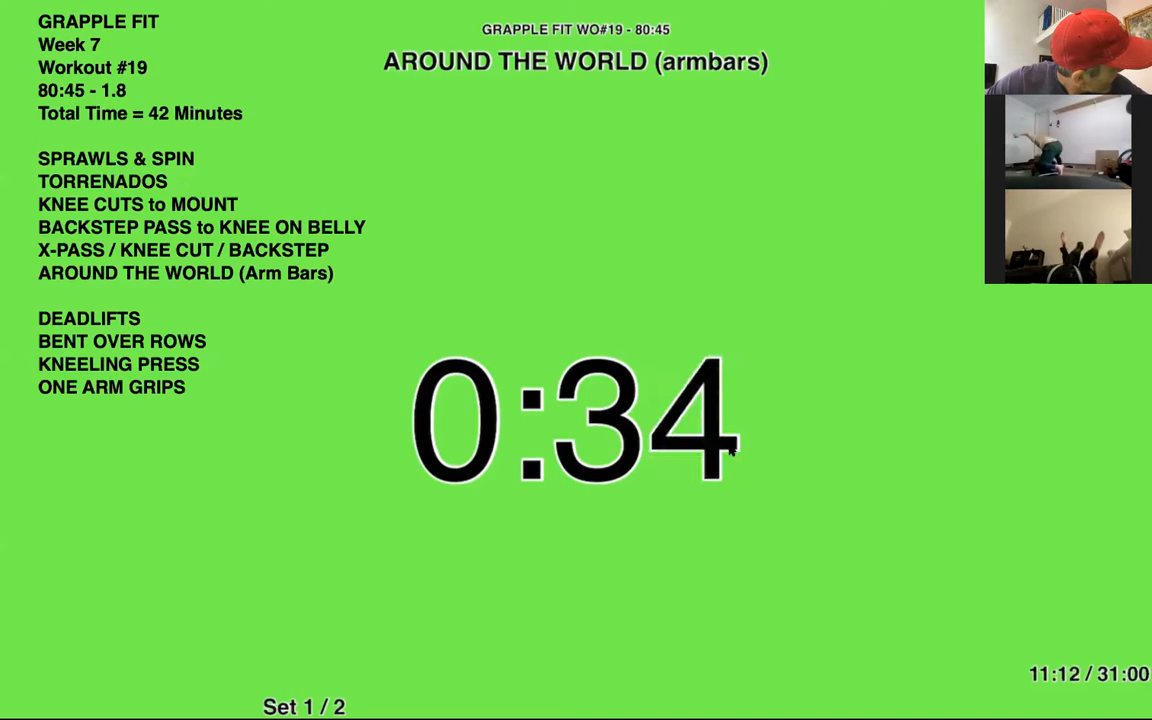 GRAPPLE FIT
Week 7
Workout #19
80:45 - 1.8
Total Time = 42 Minutes
SPRAWLS & SPIN
TORRENADOS
KNEE CUTS to MOUNT
BACKSTEP PASS to KNEE ON BELLY
X-PASS / KNEE CUT / BACKSTEP
AROUND THE WORLD (Arm Bars)
DEADLIFTS
BENT OVER ROWS
KNEELING PRESS
ONE ARM GRIPS
GRAPPLE FIT WO#19 - 80:45
AROUND THE WORLD (armbars)
0:34
11:12 / 31:00
Set 1 / 2